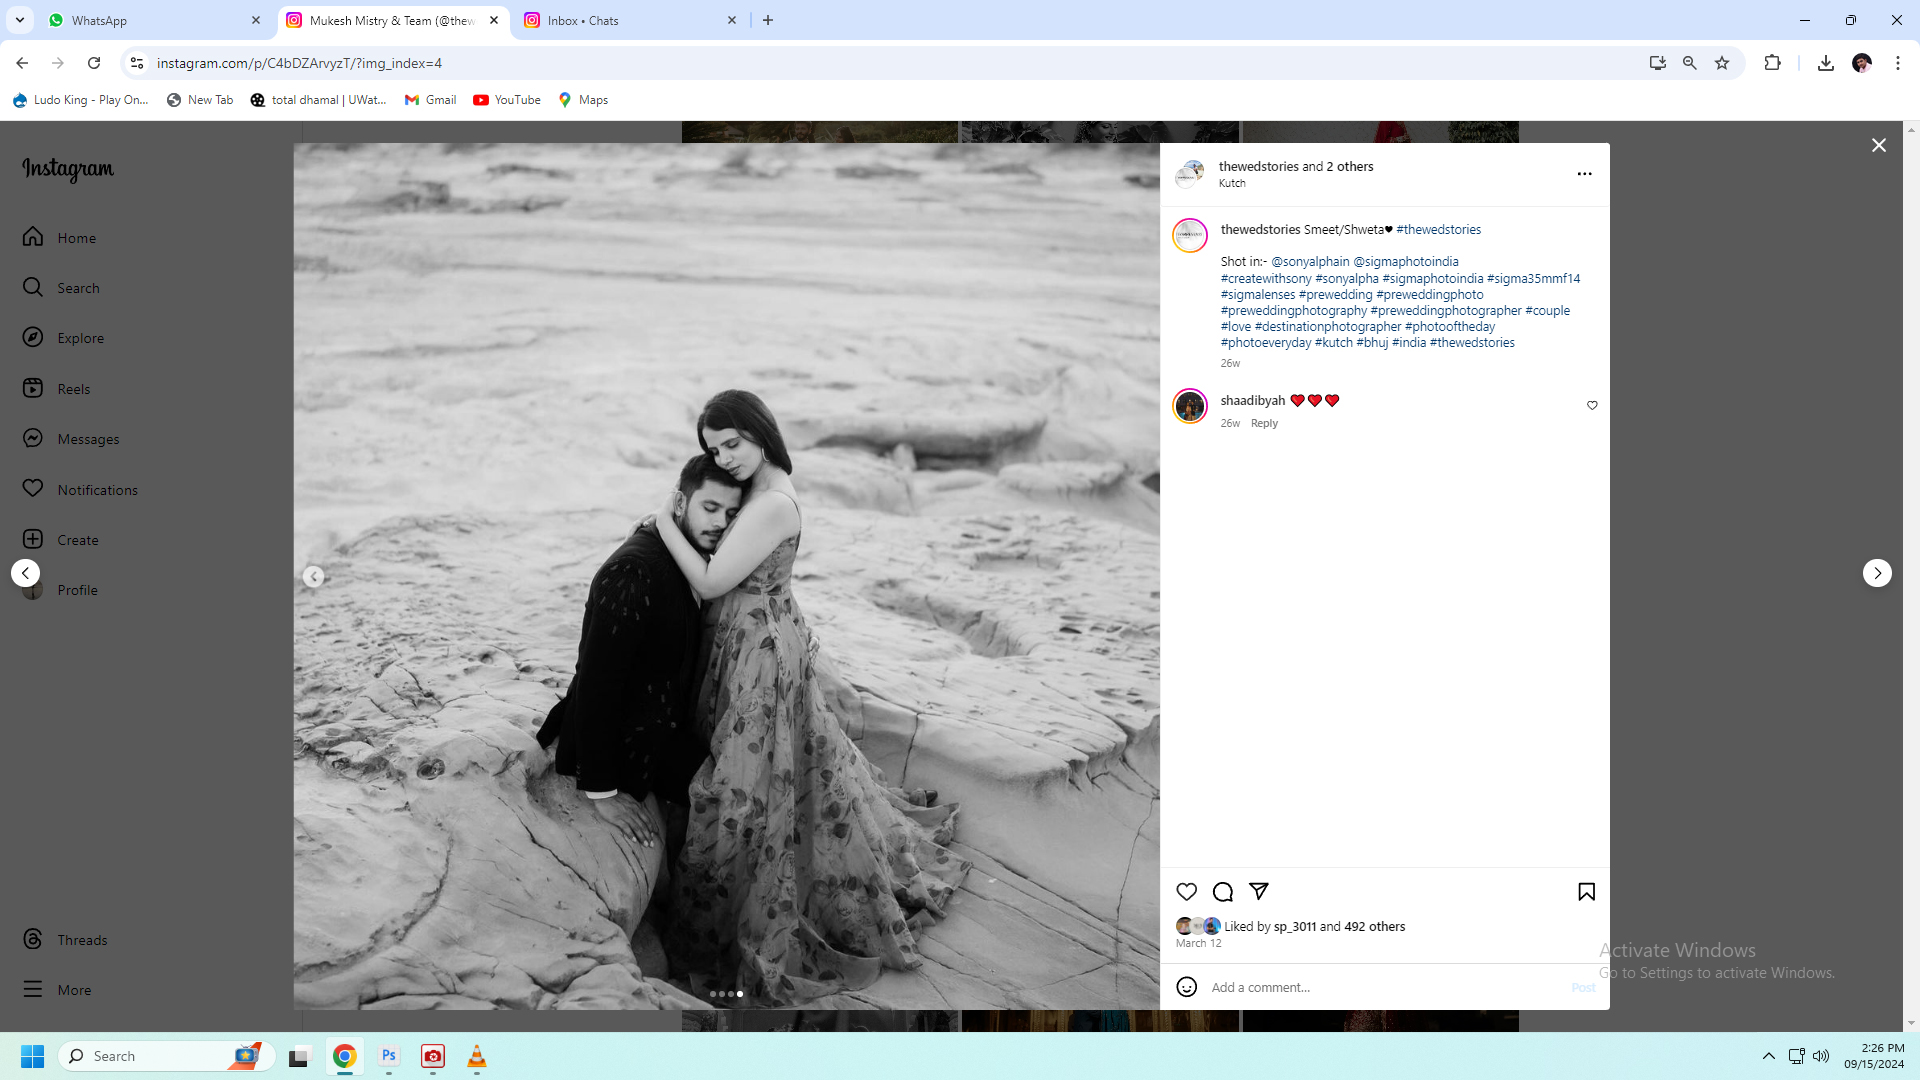 WhatsApp
Mukesh Mistry & Team (@thew
Inbox • Chats
instagram.com/p/C4bDZArvyzT/?img_index=4
Ludo King - Play On...
New Tab
total dhamal | UWat...
Gmail
YouTube
Maps
Instagram
Home
Search
Explore
Reels
Messages
Notifications
Create
Profile
Threads
More
thewedstories and 2 others
Kutch
thewedstories Smeet/Shweta♥ #thewedstories
Shot in:- @sonyalphain @sigmaphotoindia
#createwithsony #sonyalpha #sigmaphotoindia #sigma35mmf14
#sigmalenses #prewedding #preweddingphoto
#preweddingphotography #preweddingphotographer #couple
#love #destinationphotographer #photooftheday
#photoeveryday #kutch #bhuj #india #thewedstories
26w
shaadibyah ❤️❤️❤️
26w Reply
Liked by sp_3011 and 492 others
March 12
Add a comment...
Post
Activate Windows
Go to Settings to activate Windows.
Search
Ps
2:26 PM
09/15/2024